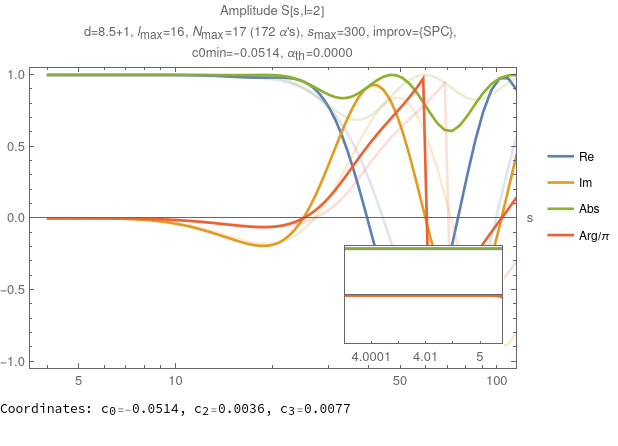 Amplitude S[s,l=2]
d=8.5+1, lmax=16, Nmax=17 (172 α's), smax=300, improv={SPC},
c0min=-0.0514, αth=0.0000
1.0
0.5
0.0
-0.5
-1.0
5
10
50
100
s
4.0001
4.01
5
Re
Im
Abs
Arg/π
Coordinates: c0=-0.0514, c2=0.0036, c3=0.0077